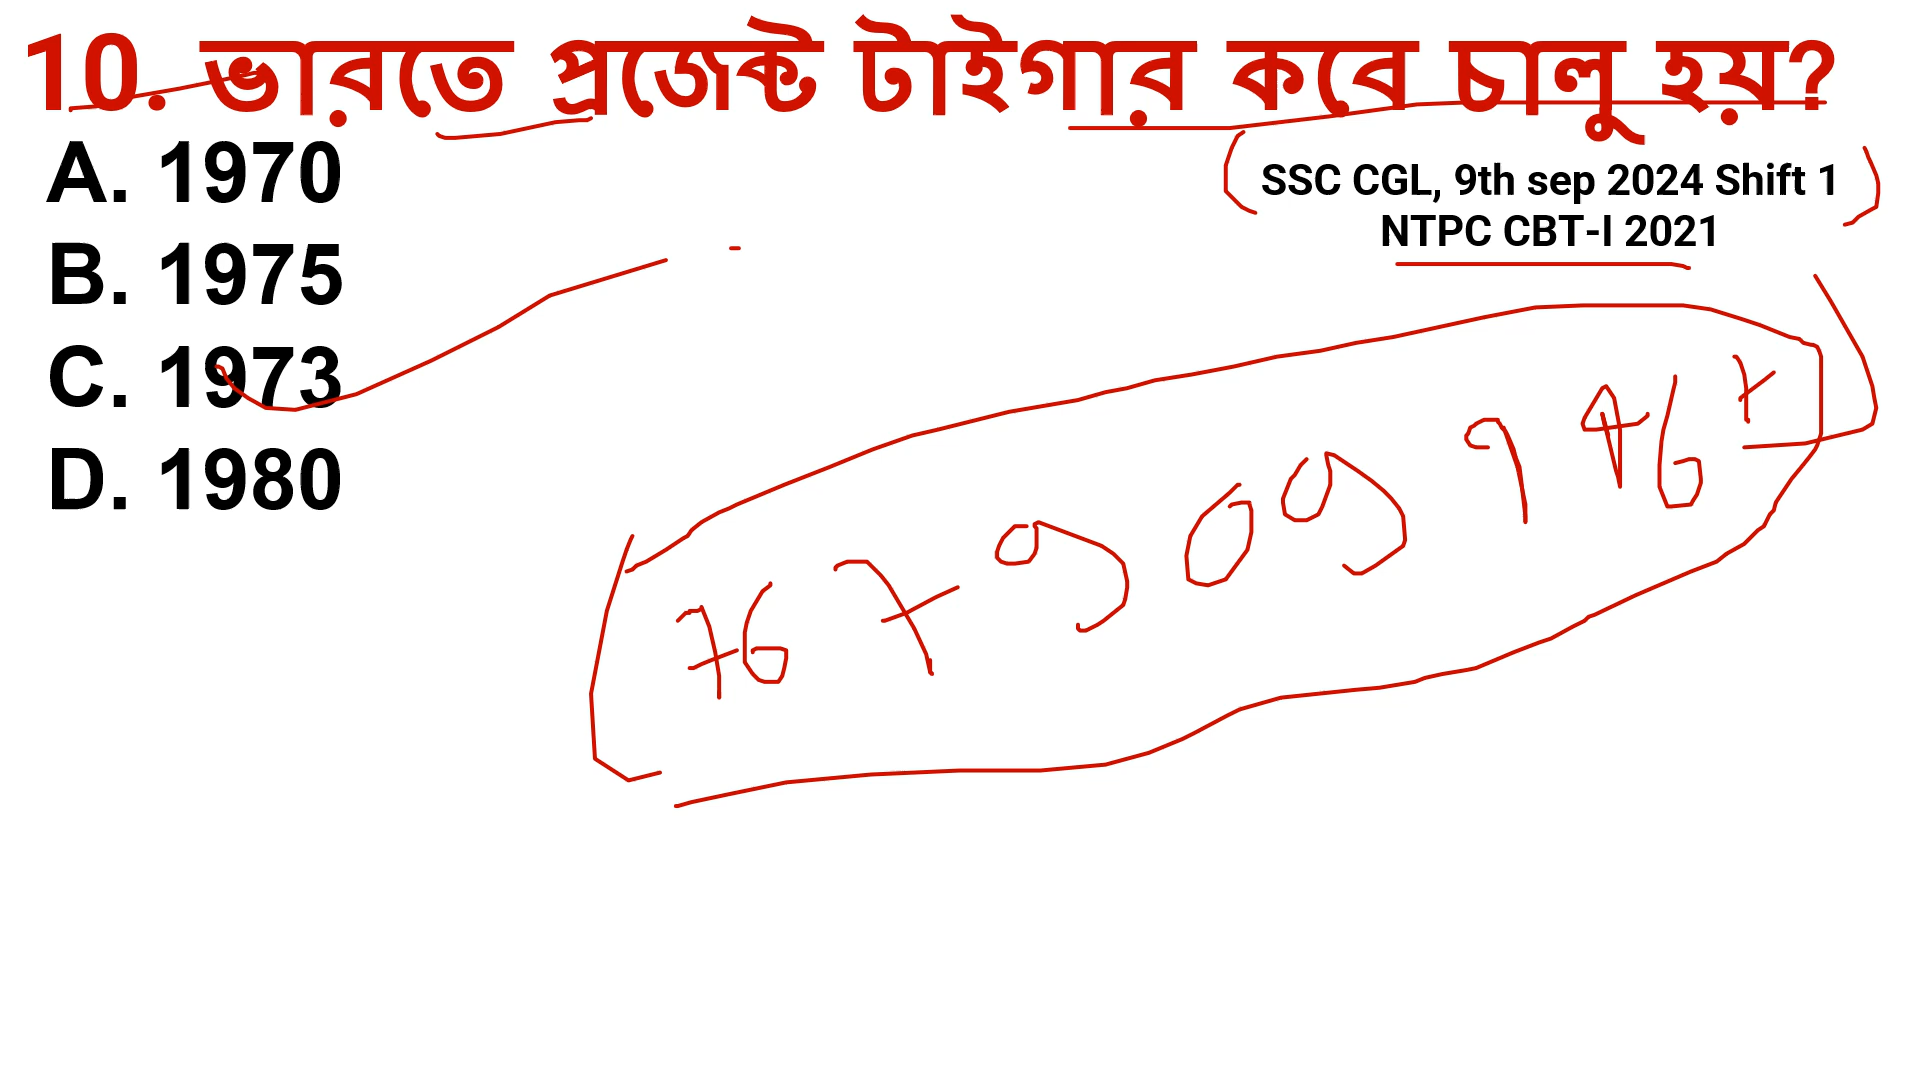 10. ভারতে প্রজেক্ট টাইগার কবে চালু হয়?
A. 1970
SSC CGL, 9th sep 2024 Shift 1
NTPC CBT-I 2021
B. 1975
C. 1973
D. 1980
7679099467